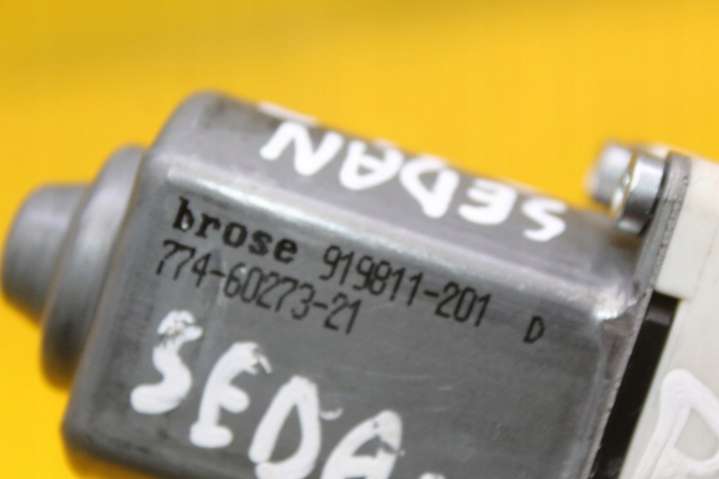 SEDAN
brose 919811-201 D
774-60273-21
SEDA